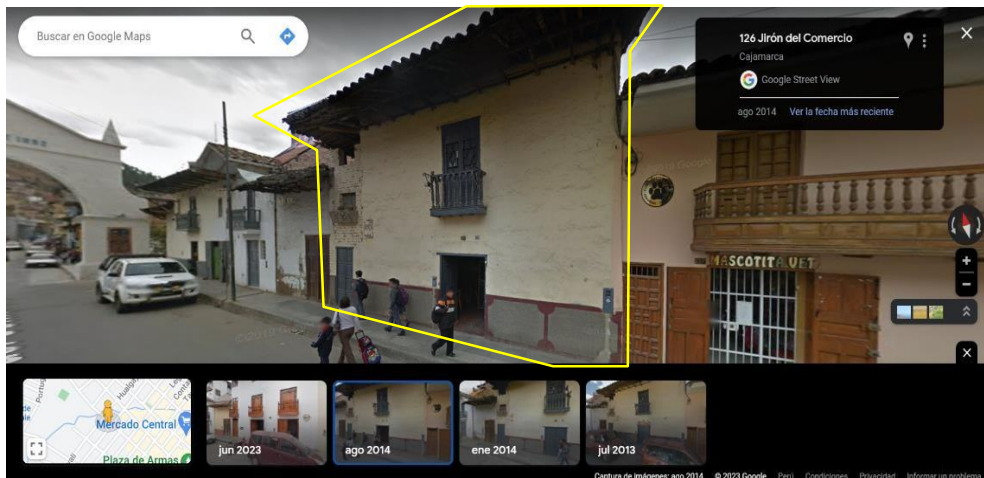 Buscar en Google Maps
126 Jirón del Comercio
Cajamarca
Google Street View
ago 2014 Ver la fecha más reciente
MASCOTITA VET
©2019 Google
jun 2023
ago 2014
ene 2014
jul 2013
Mercado Central
Plaza de Armas
Captura de imágenes: ago 2014 © 2023 Google Perú Condiciones Privacidad Informar un problema